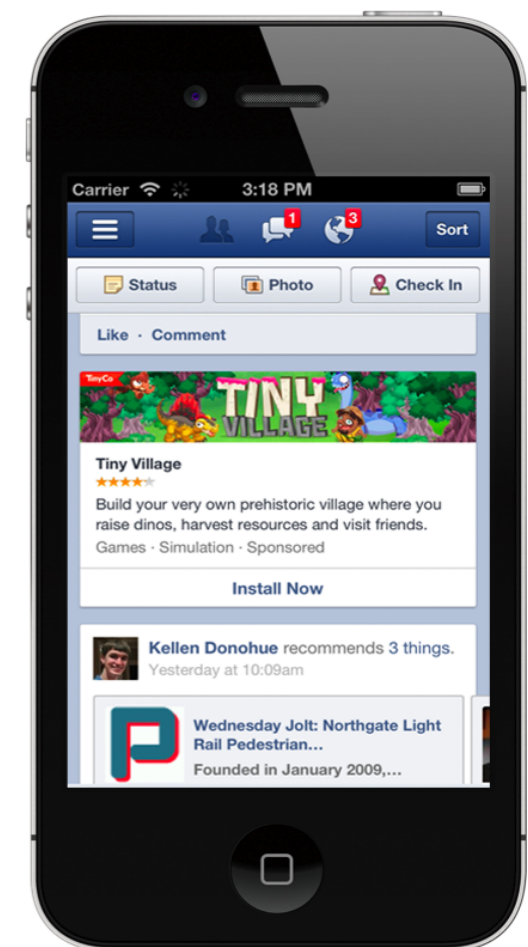 Carrier 3:18 PM
1 3 Sort
Status Photo Check In
Like · Comment
TinyCo
TINY
VILLAGE
Tiny Village
Build your very own prehistoric village where you
raise dinos, harvest resources and visit friends.
Games · Simulation · Sponsored
Install Now
Kellen Donohue recommends 3 things.
Yesterday at 10:09am
P
Wednesday Jolt: Northgate Light
Rail Pedestrian...
Founded in January 2009,...